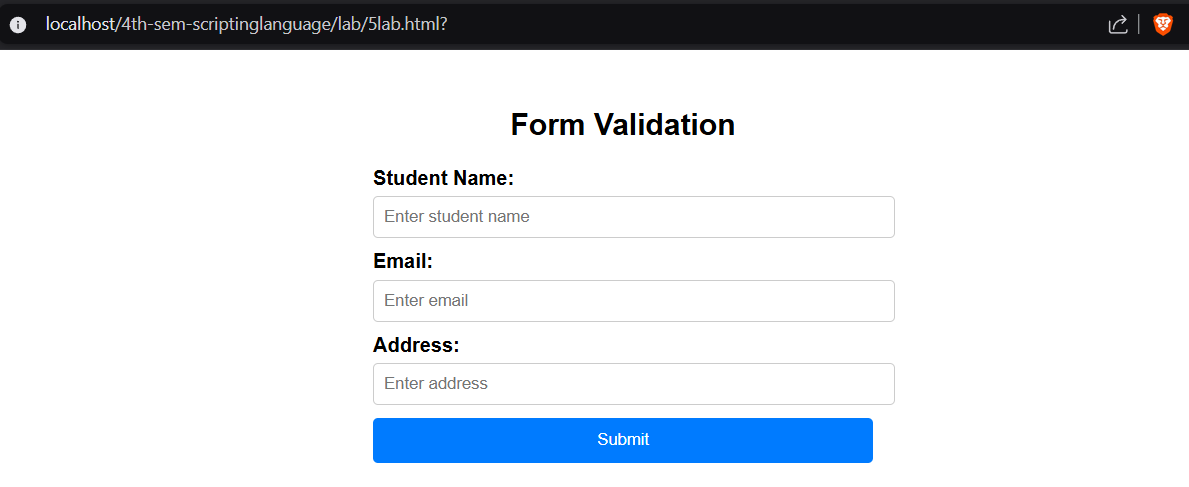 localhost/4th-sem-scriptinglanguage/lab/5lab.html?
Form Validation
Student Name:
Enter student name
Email:
Enter email
Address:
Enter address
Submit